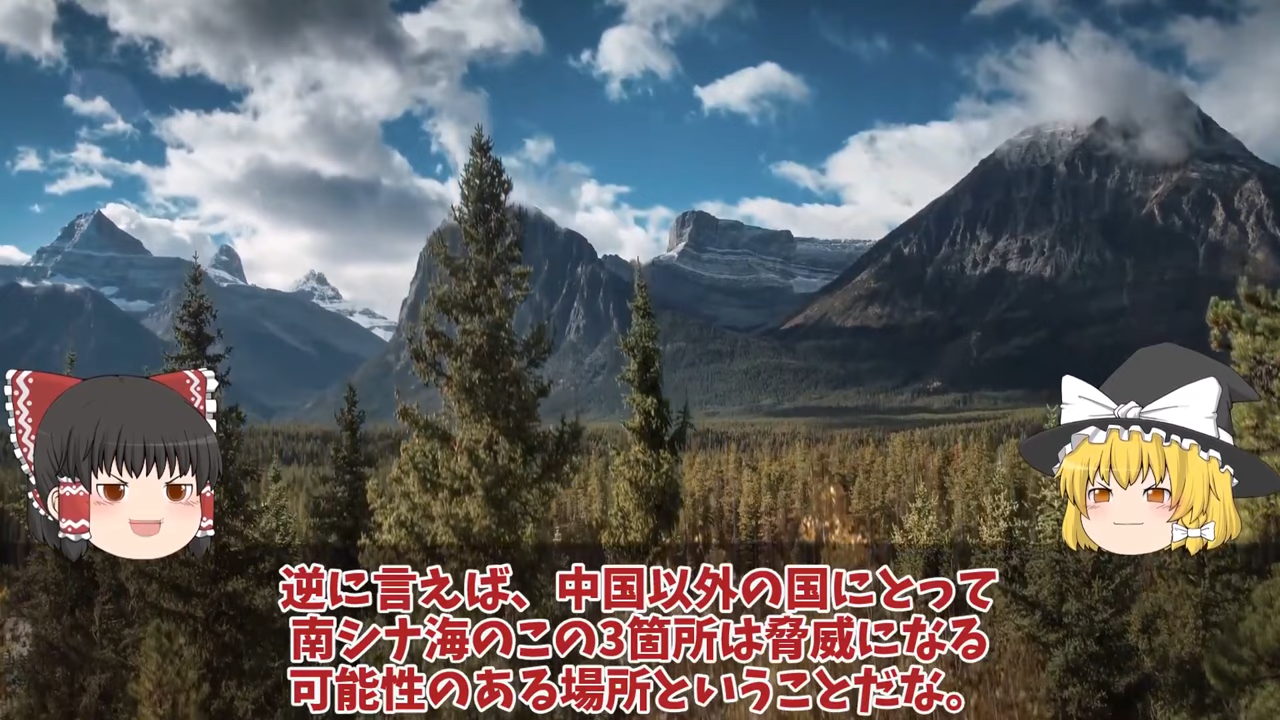 逆に言えば、中国以外の国にとって
南シナ海のこの3箇所は脅威になる
可能性のある場所ということだな。